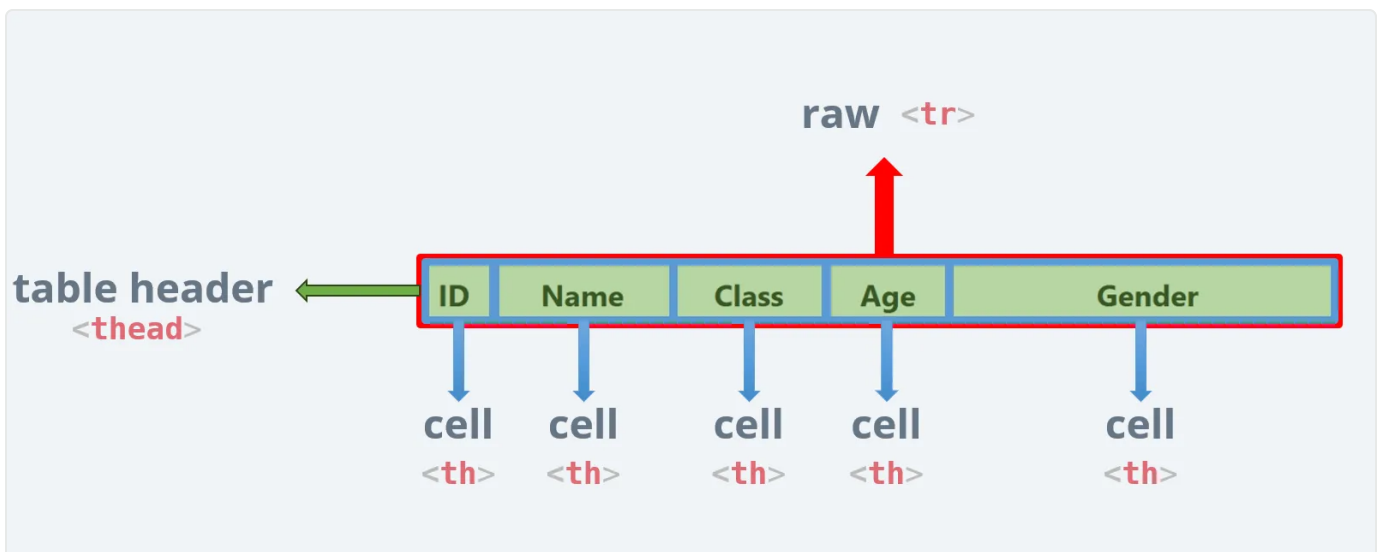 raw <tr>
table header
<thead>
ID Name Class Age Gender
cell cell cell cell cell
<th> <th> <th> <th> <th>